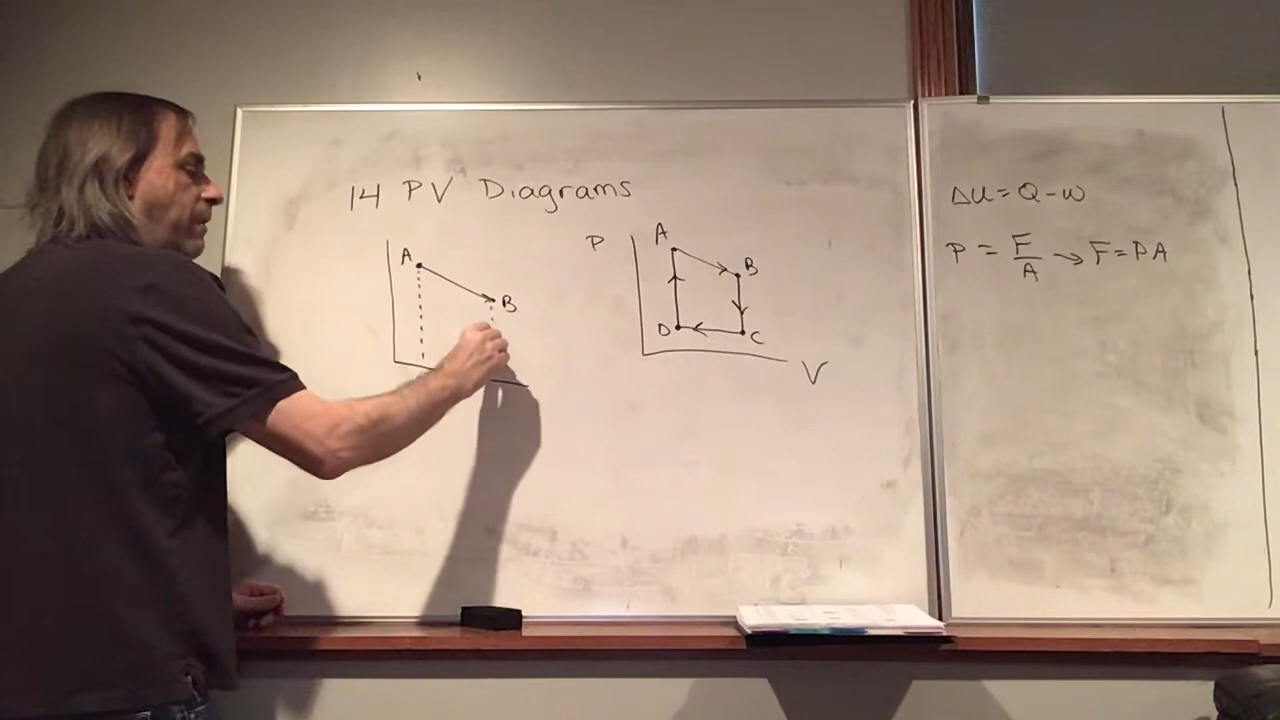 14 PV Diagrams
A
B
P
A
B
D
C
V
ΔU = Q - W
P = F/A → F = PA